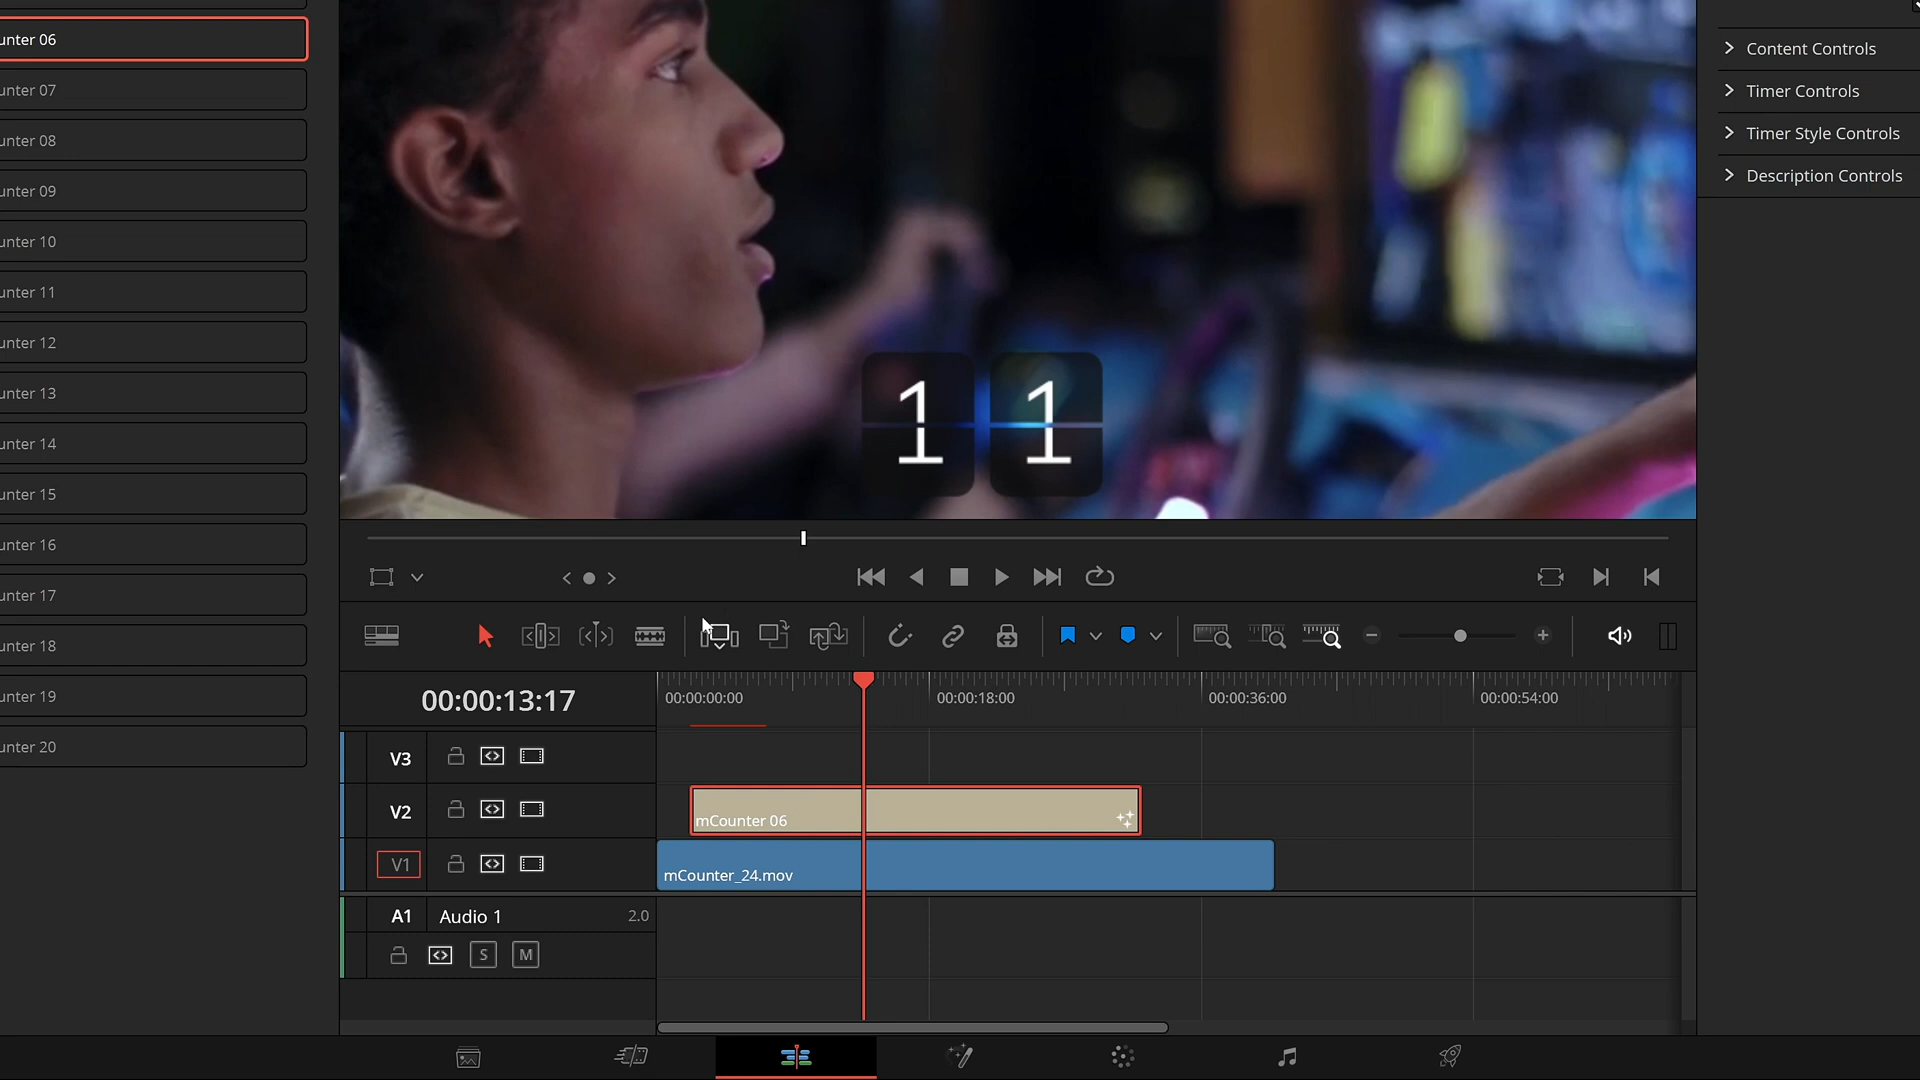 unter 06
unter 07
unter 08
unter 09
unter 10
unter 11
unter 12
unter 13
unter 14
unter 15
unter 16
unter 17
unter 18
unter 19
unter 20
1 1
Content Controls
Timer Controls
Timer Style Controls
Description Controls
00:00:13:17
00:00:00:00
00:00:18:00
00:00:36:00
00:00:54:00
V3
V2
mCounter 06
V1
mCounter_24.mov
A1 Audio 1 2.0
S M